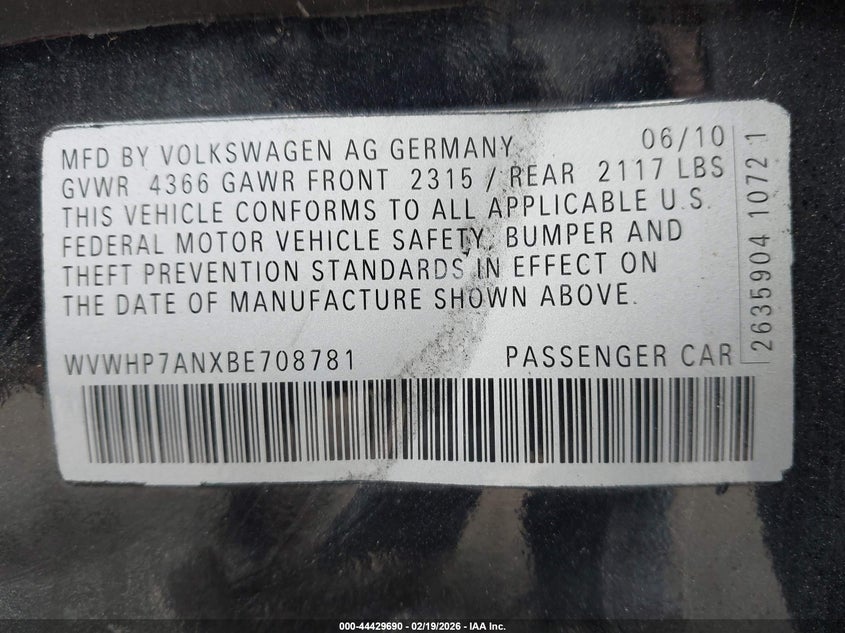 MFD BY VOLKSWAGEN AG GERMANY 06/10
GVWR 4366 GAWR FRONT 2315 / REAR 2117 LBS
THIS VEHICLE CONFORMS TO ALL APPLICABLE U.S.
FEDERAL MOTOR VEHICLE SAFETY, BUMPER AND
THEFT PREVENTION STANDARDS IN EFFECT ON
THE DATE OF MANUFACTURE SHOWN ABOVE.
WVWHP7ANXBE708781 PASSENGER CAR
2635904 1072 1
000-44429690 - 02/19/2026 - IAA Inc.